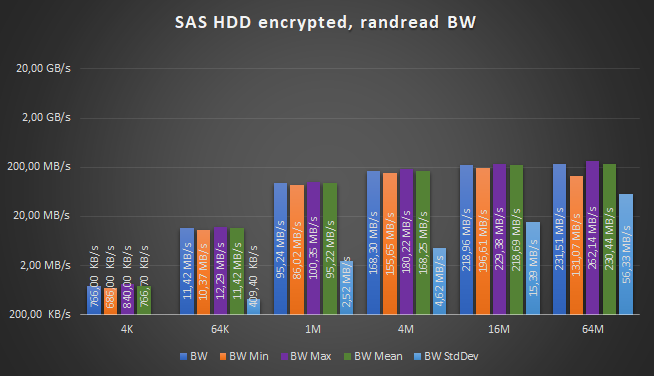 SAS HDD encrypted, randread BW
20,00 GB/s
2,00 GB/s
200,00 MB/s
20,00 MB/s
2,00 MB/s
200,00 KB/s
766,00 KB/s
686,00 KB/s
840,00 KB/s
766,70 KB/s
11,42 MB/s
10,37 MB/s
12,29 MB/s
11,42 MB/s
409,40 KB/s
95,24 MB/s
86,02 MB/s
100,35 MB/s
95,22 MB/s
2,52 MB/s
168,30 MB/s
155,65 MB/s
180,22 MB/s
168,25 MB/s
4,62 MB/s
218,96 MB/s
196,61 MB/s
229,38 MB/s
218,69 MB/s
15,39 MB/s
231,51 MB/s
131,07 MB/s
262,14 MB/s
230,44 MB/s
56,33 MB/s
4K 64K 1M 4M 16M 64M
BW BW Min BW Max BW Mean BW StdDev